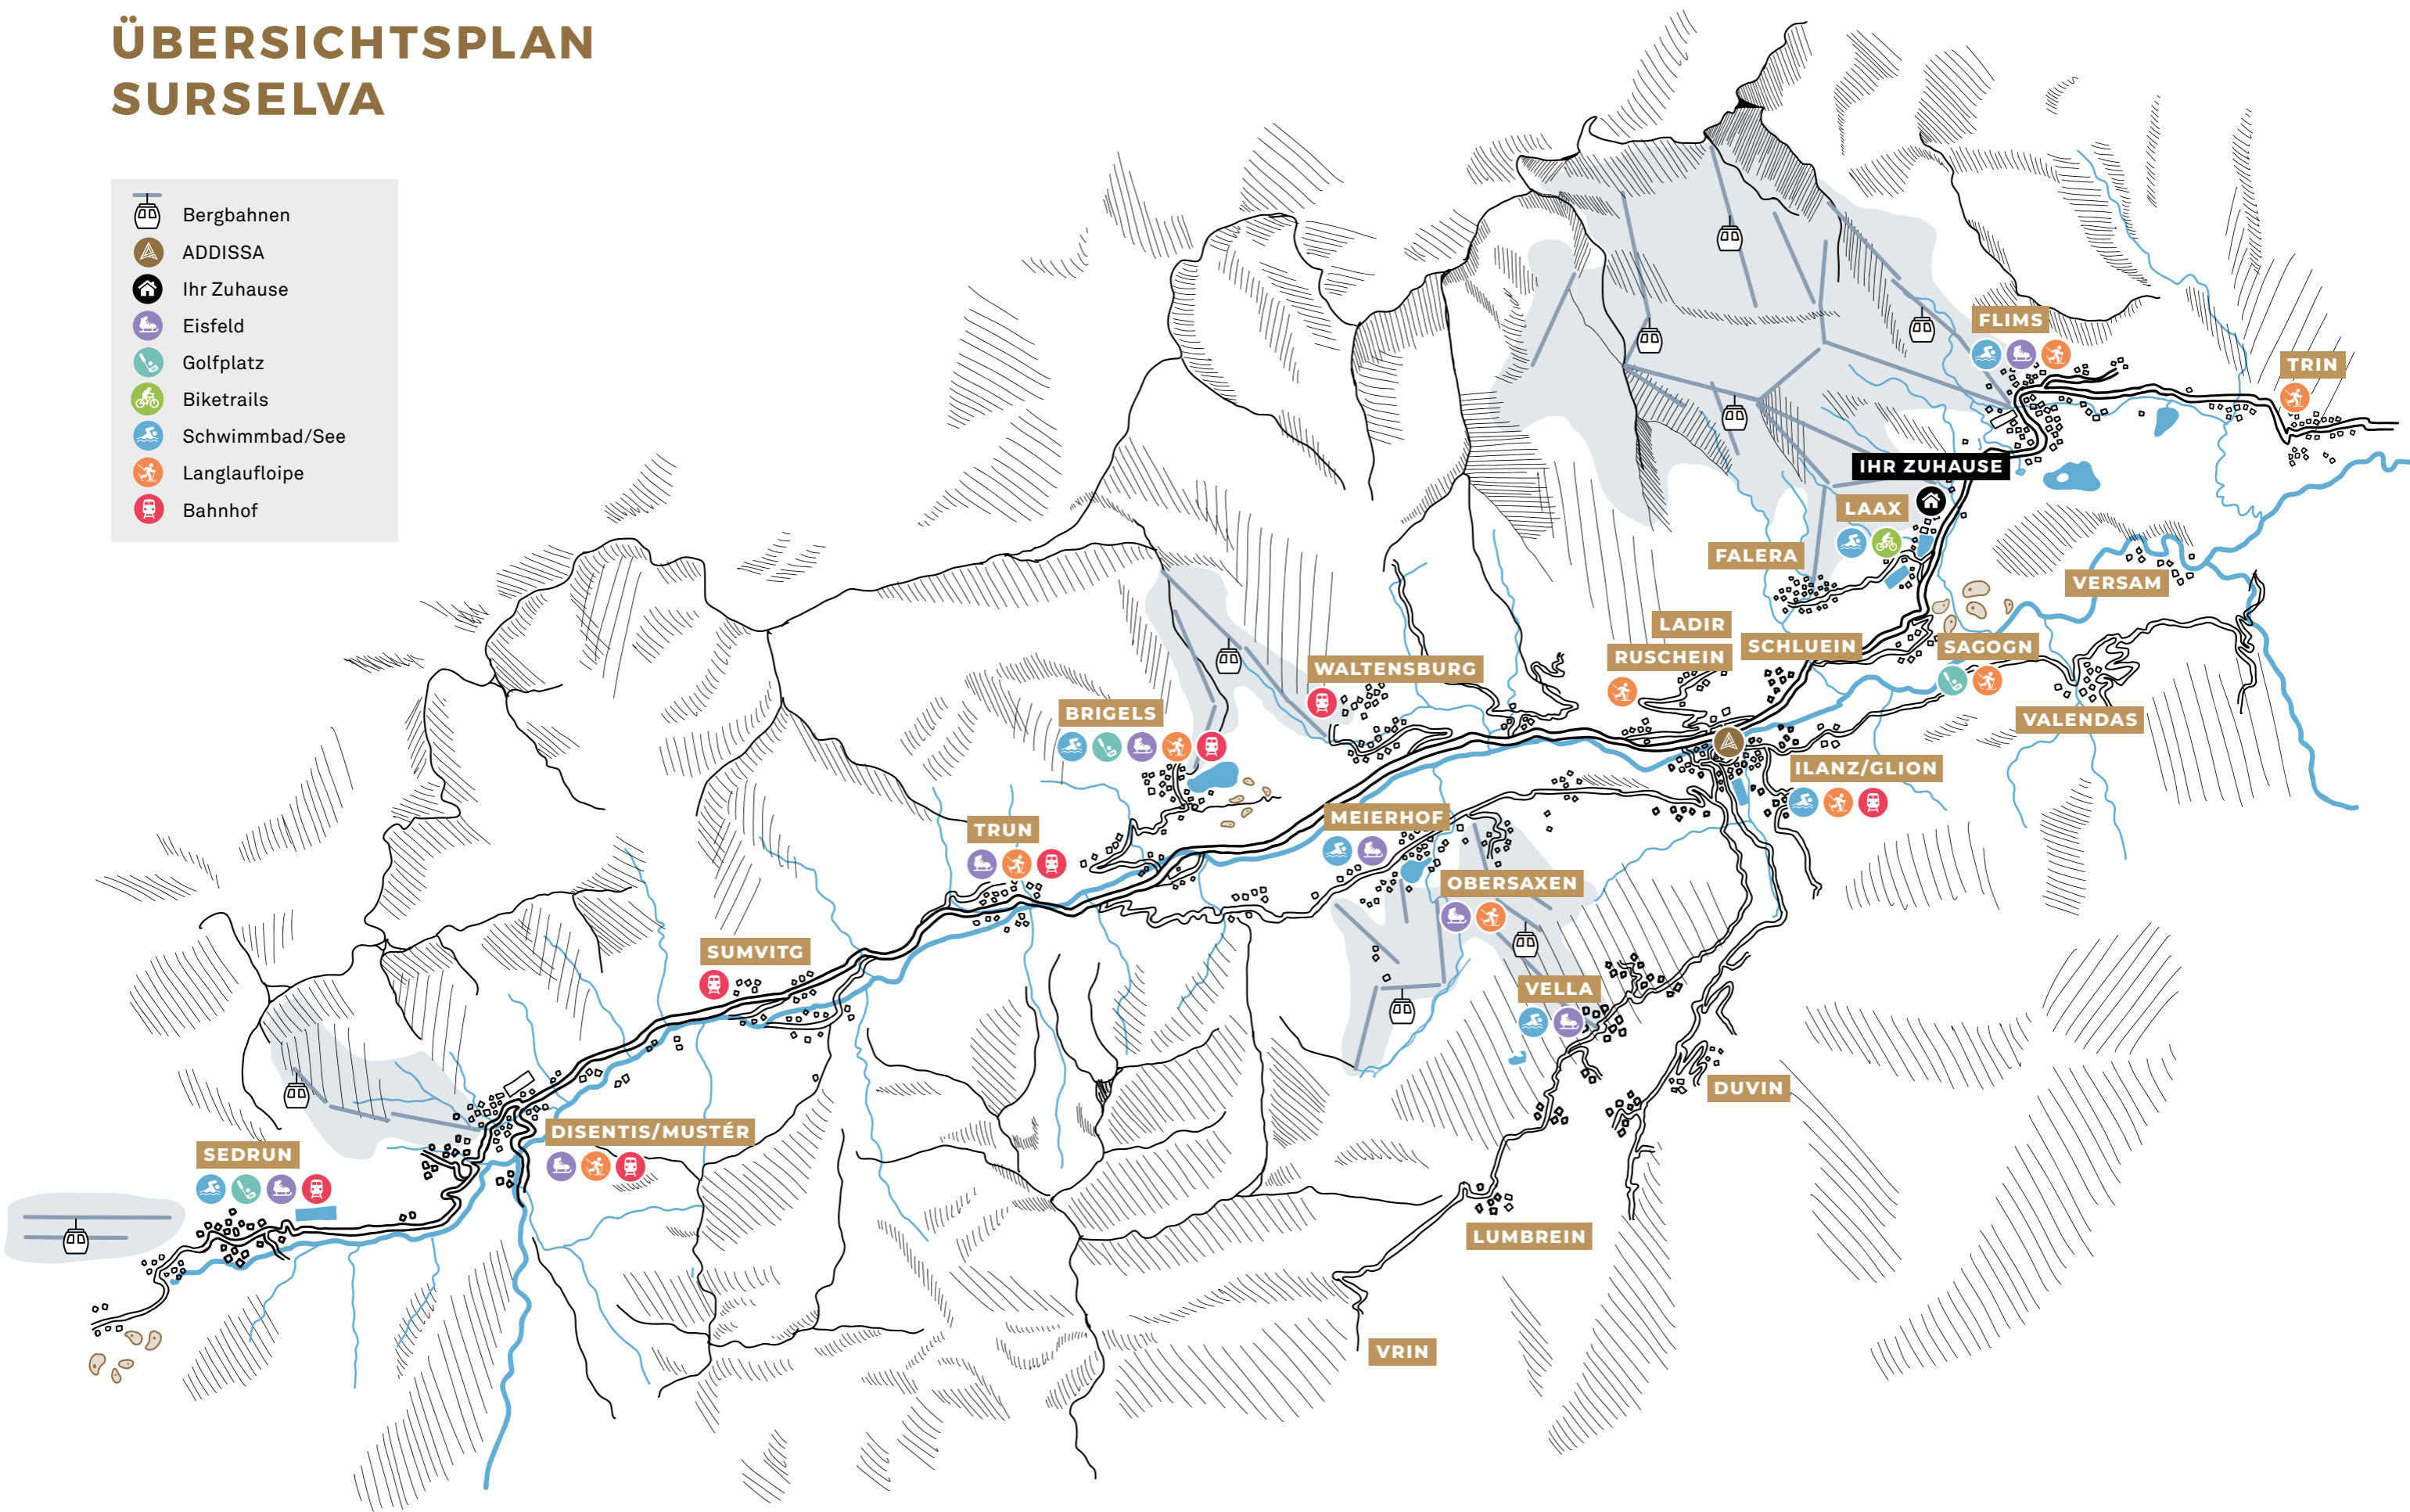 ÜBERSICHTSPLAN
SURSELVA
Bergbahnen
ADDISSA
Ihr Zuhause
Eisfeld
Golfplatz
Biketrails
Schwimmbad/See
Langlaufloipe
Bahnhof
FLIMS
TRIN
IHR ZUHAUSE
LAAX
FALERA
VERSAM
LADIR
RUSCHEIN
SCHLUEIN
SAGOGN
WALTENSBURG
BRIGELS
VALENDAS
ILANZ/GLION
TRUN
MEIERHOF
OBERSAXEN
SUMVITG
VELLA
DUVIN
DISENTIS/MUSTÉR
SEDRUN
LUMBREIN
VRIN